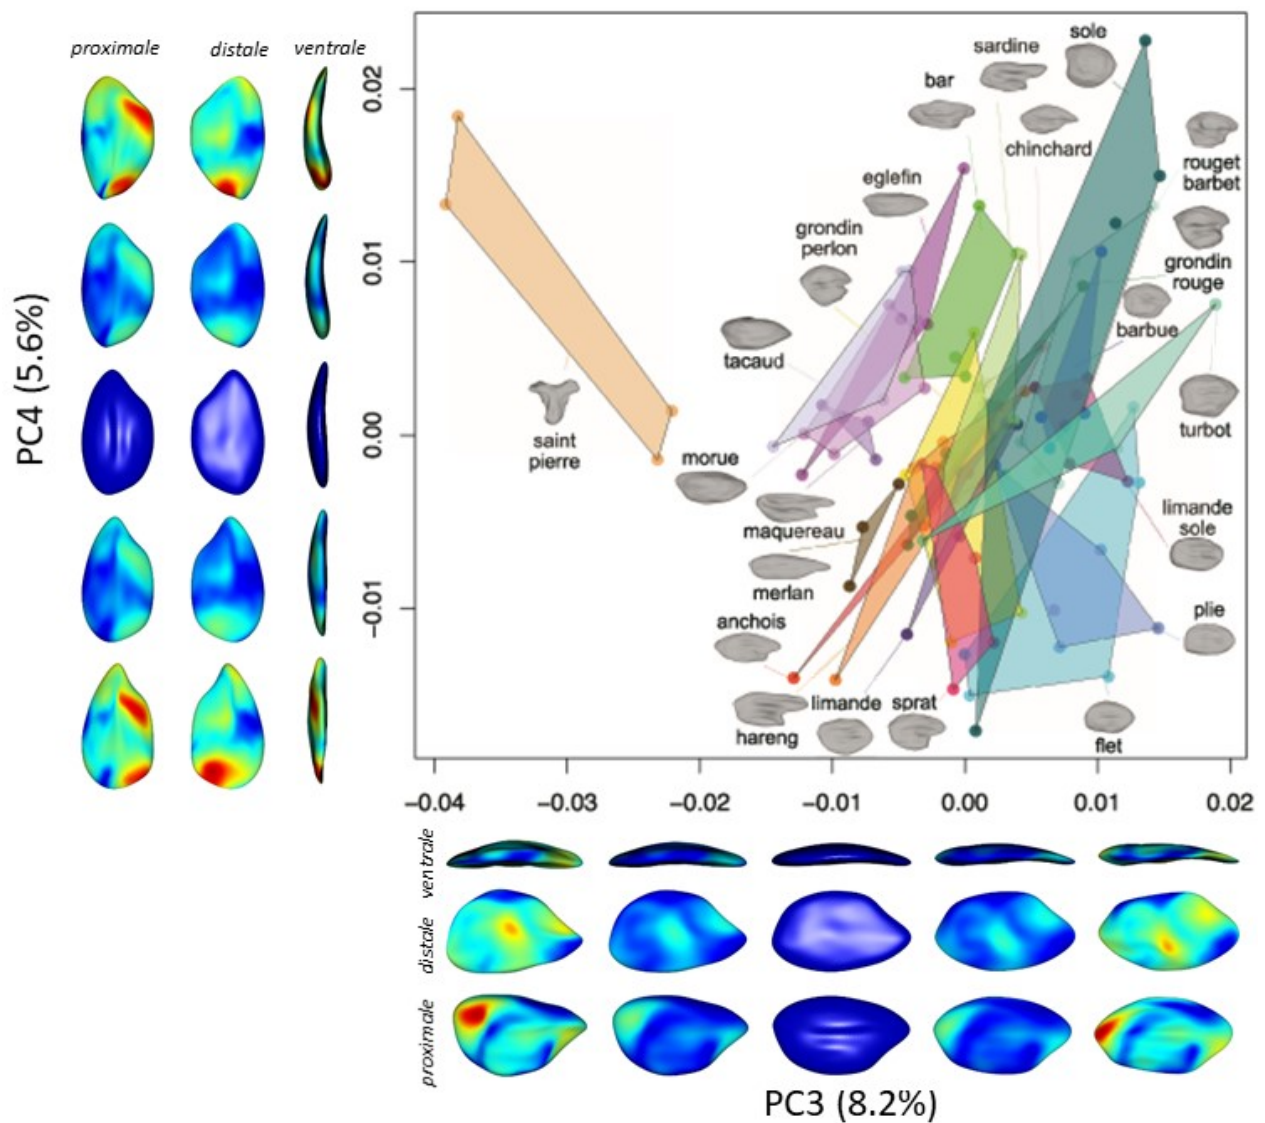 proximale distale ventrale
PC4 (5.6%)
0.02
0.01
0.00
−0.01
sole
sardine
bar
chinchard
rouget
barbet
eglefin
grondin
perlon
grondin
rouge
barbue
tacaud
turbot
saint
pierre
morue
maquereau
limande
sole
merlan
anchois
plie
hareng
limande
sprat
flet
−0.04 −0.03 −0.02 −0.01 0.00 0.01 0.02
ventrale
distale
proximale
PC3 (8.2%)